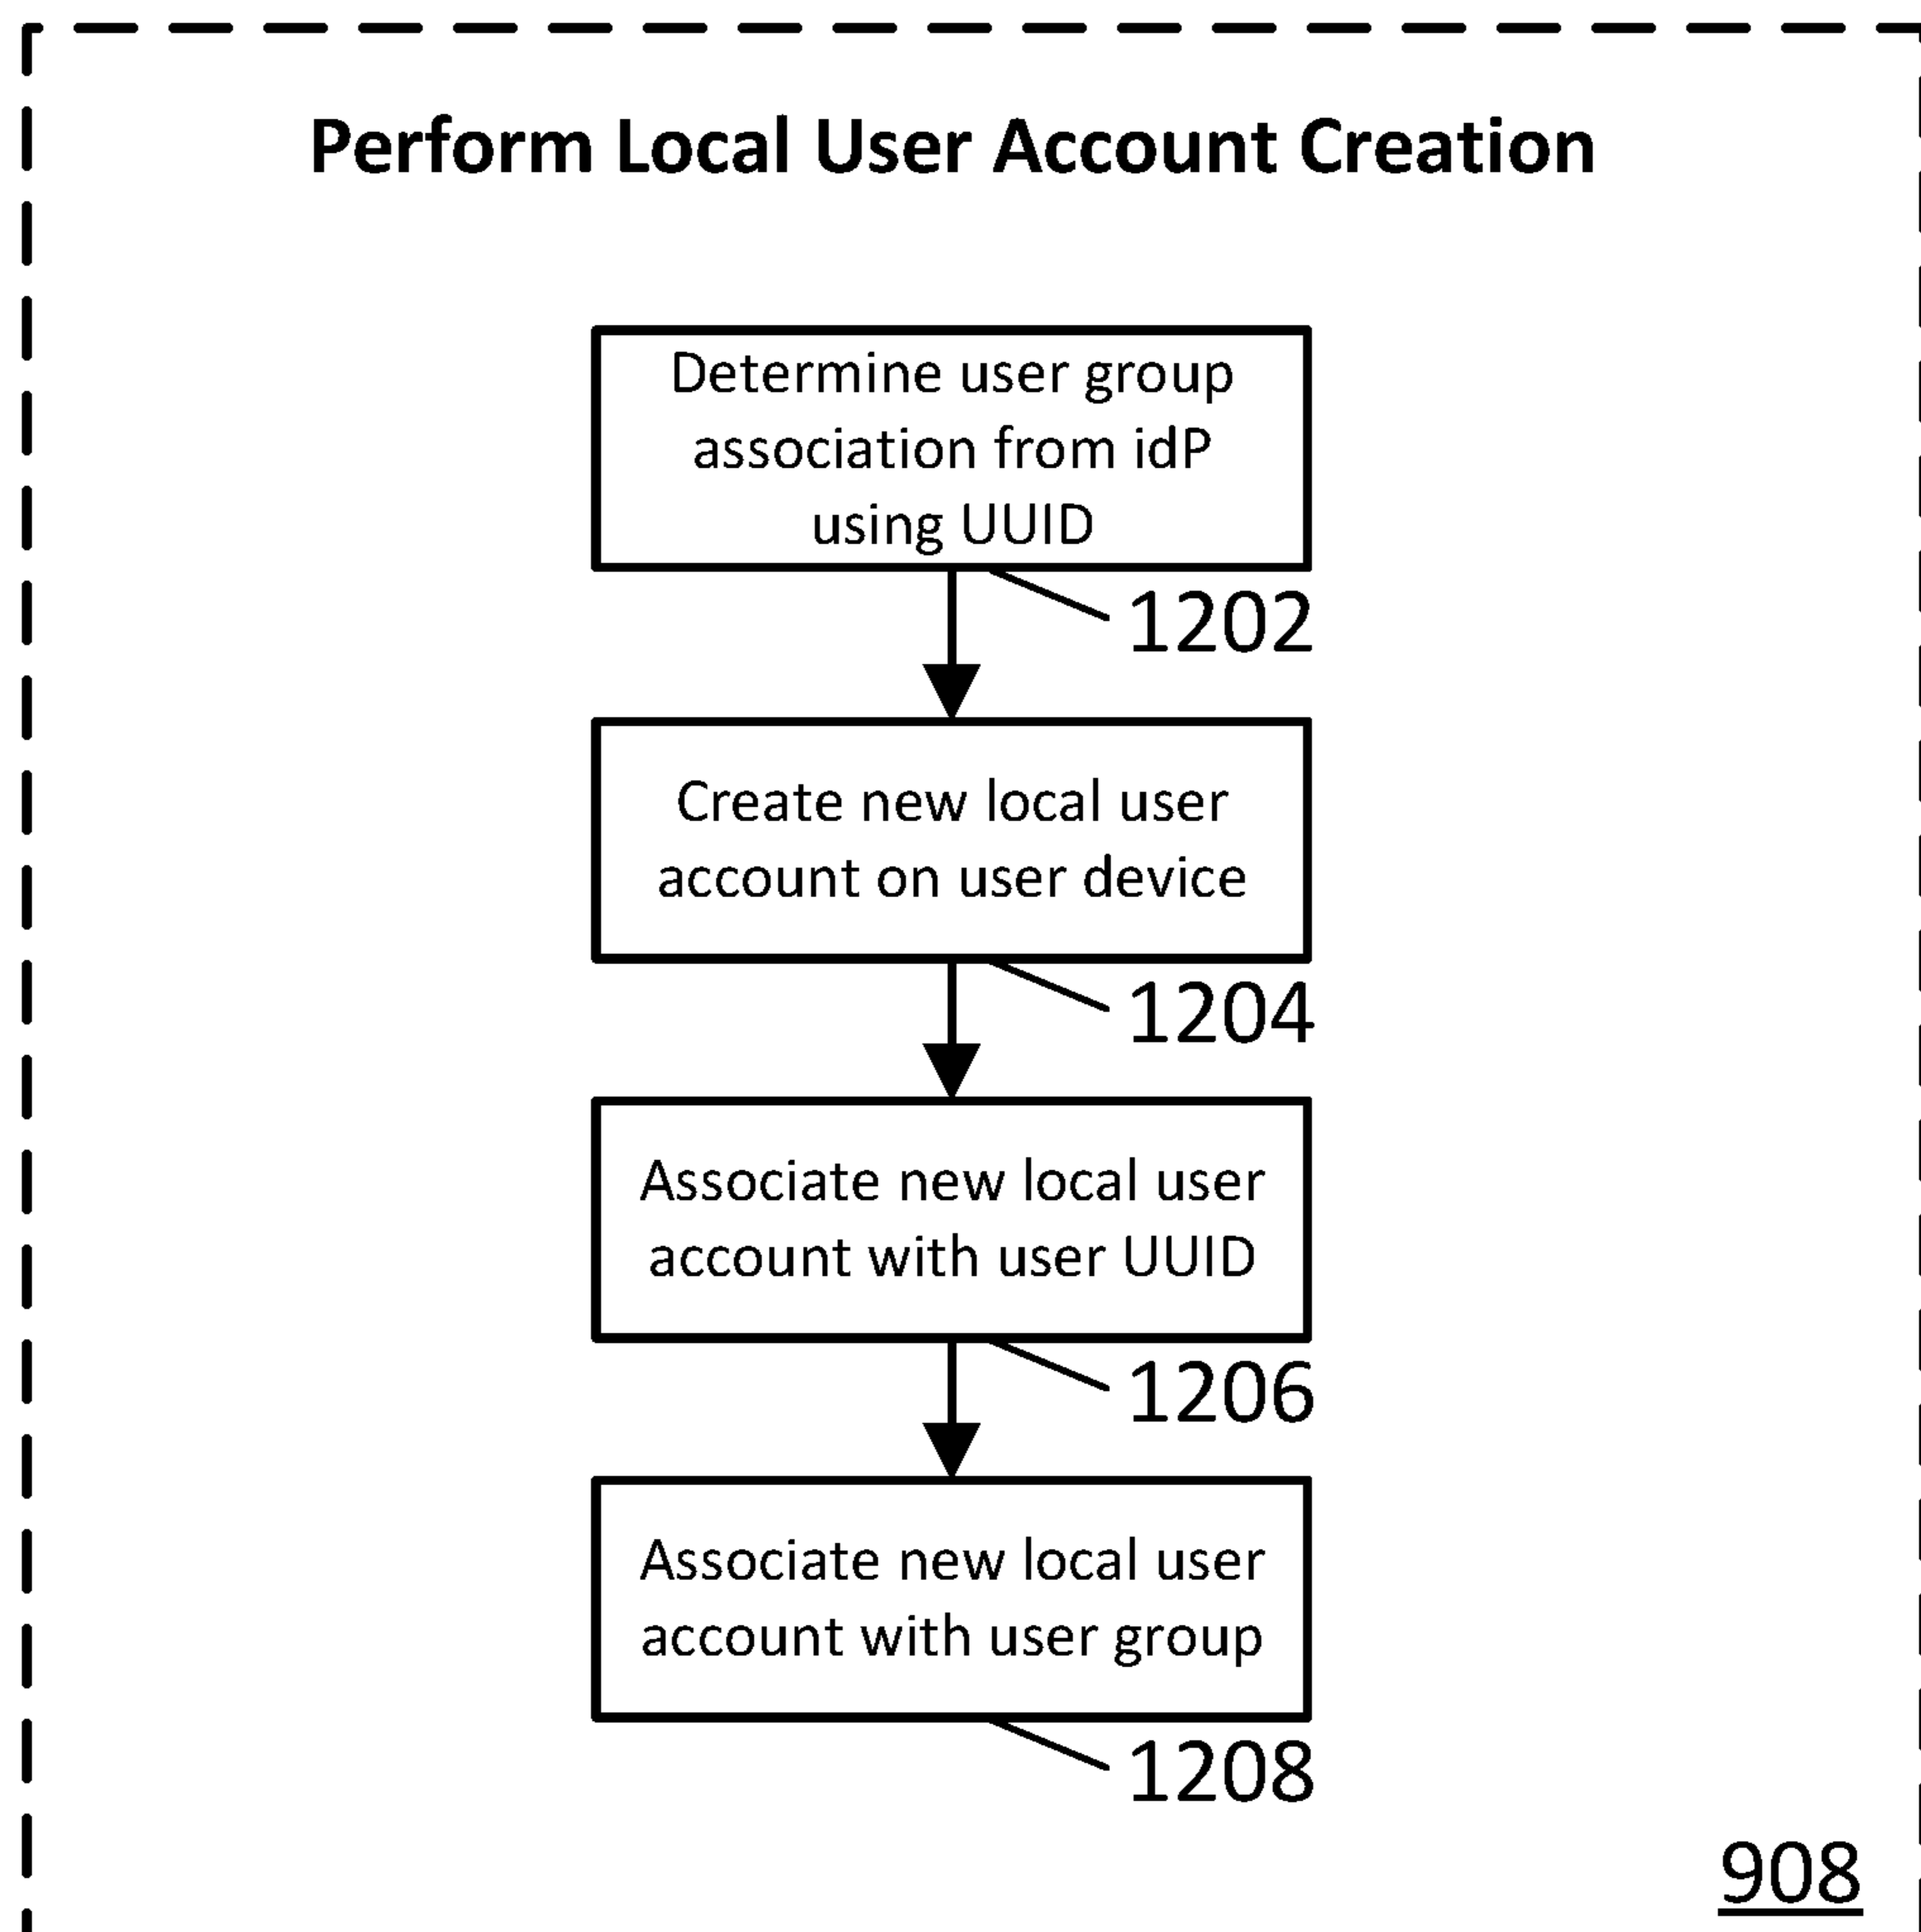 Perform Local User Account Creation
Determine user group
association from idP
using UUID
1202
Create new local user
account on user device
1204
Associate new local user
account with user UUID
1206
Associate new local user
account with user group
1208
908